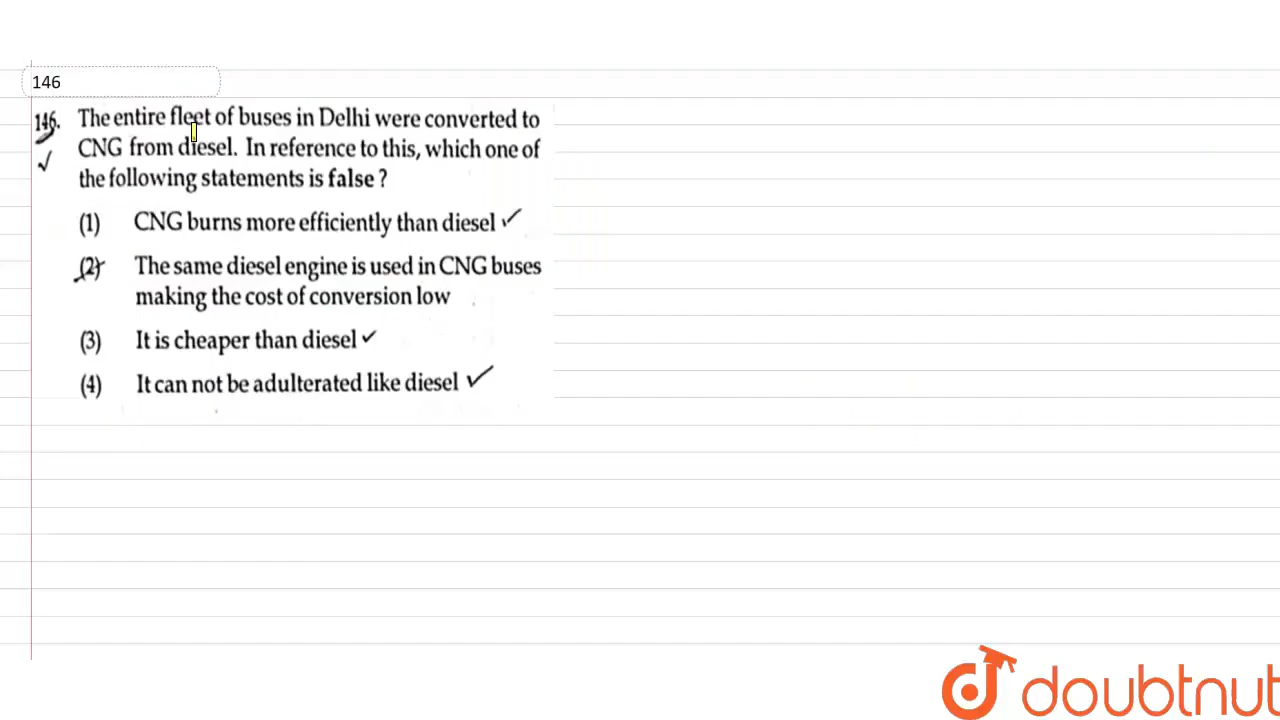 146
146. The entire fleet of buses in Delhi were converted to
CNG from diesel. In reference to this, which one of
the following statements is false ?
(1) CNG burns more efficiently than diesel
(2) The same diesel engine is used in CNG buses
making the cost of conversion low
(3) It is cheaper than diesel
(4) It can not be adulterated like diesel
doubtnut